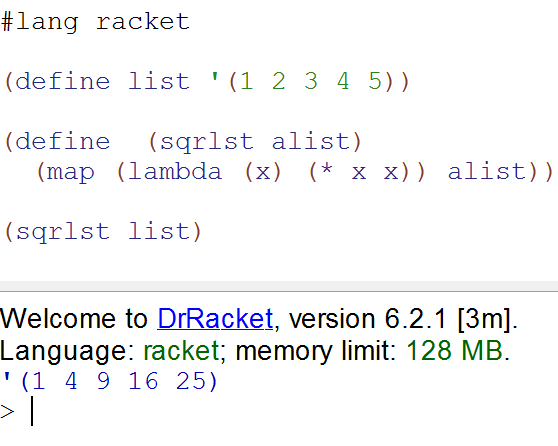 #lang racket
(define list '(1 2 3 4 5))
(define  (sqrlst alist)
  (map (lambda (x) (* x x)) alist))
(sqrlst list)
Welcome to DrRacket, version 6.2.1 [3m].
Language: racket; memory limit: 128 MB.
'(1 4 9 16 25)
>